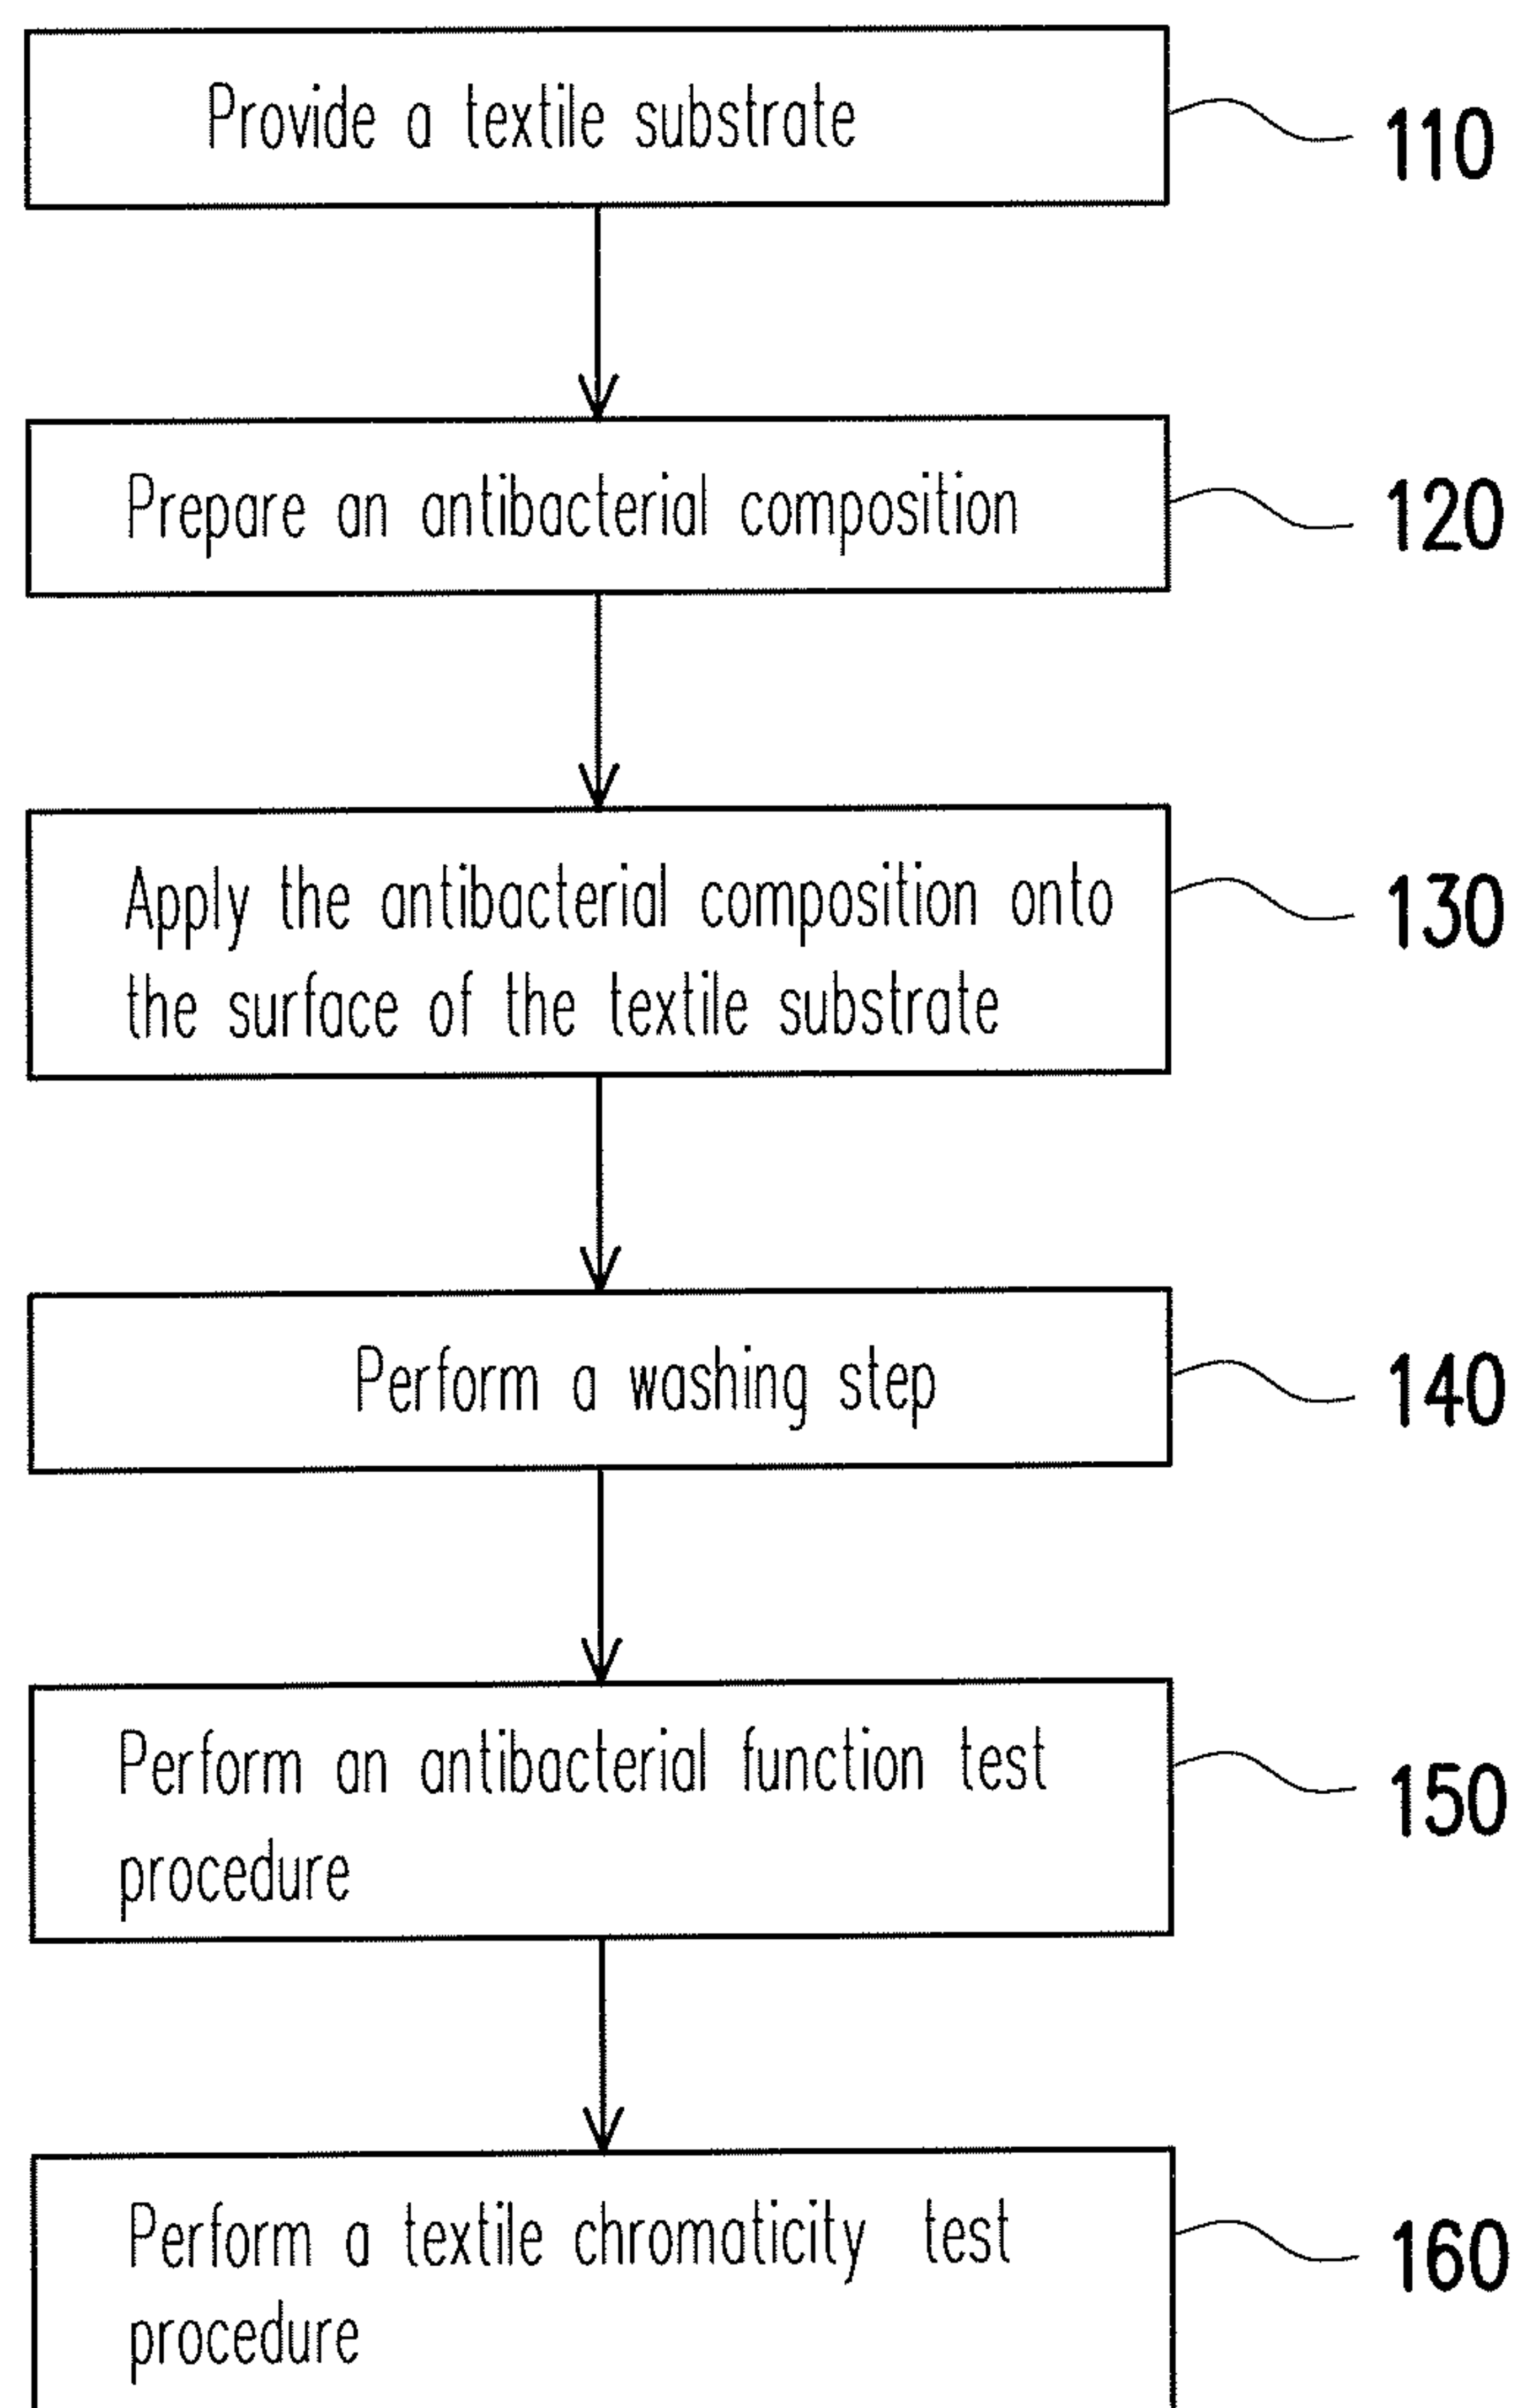 Provide a textile substrate
110
Prepare an antibacterial composition
120
Apply the antibacterial composition onto
the surface of the textile substrate
130
Perform a washing step
140
Perform an antibacterial function test
procedure
150
Perform a textile chromaticity test
procedure
160